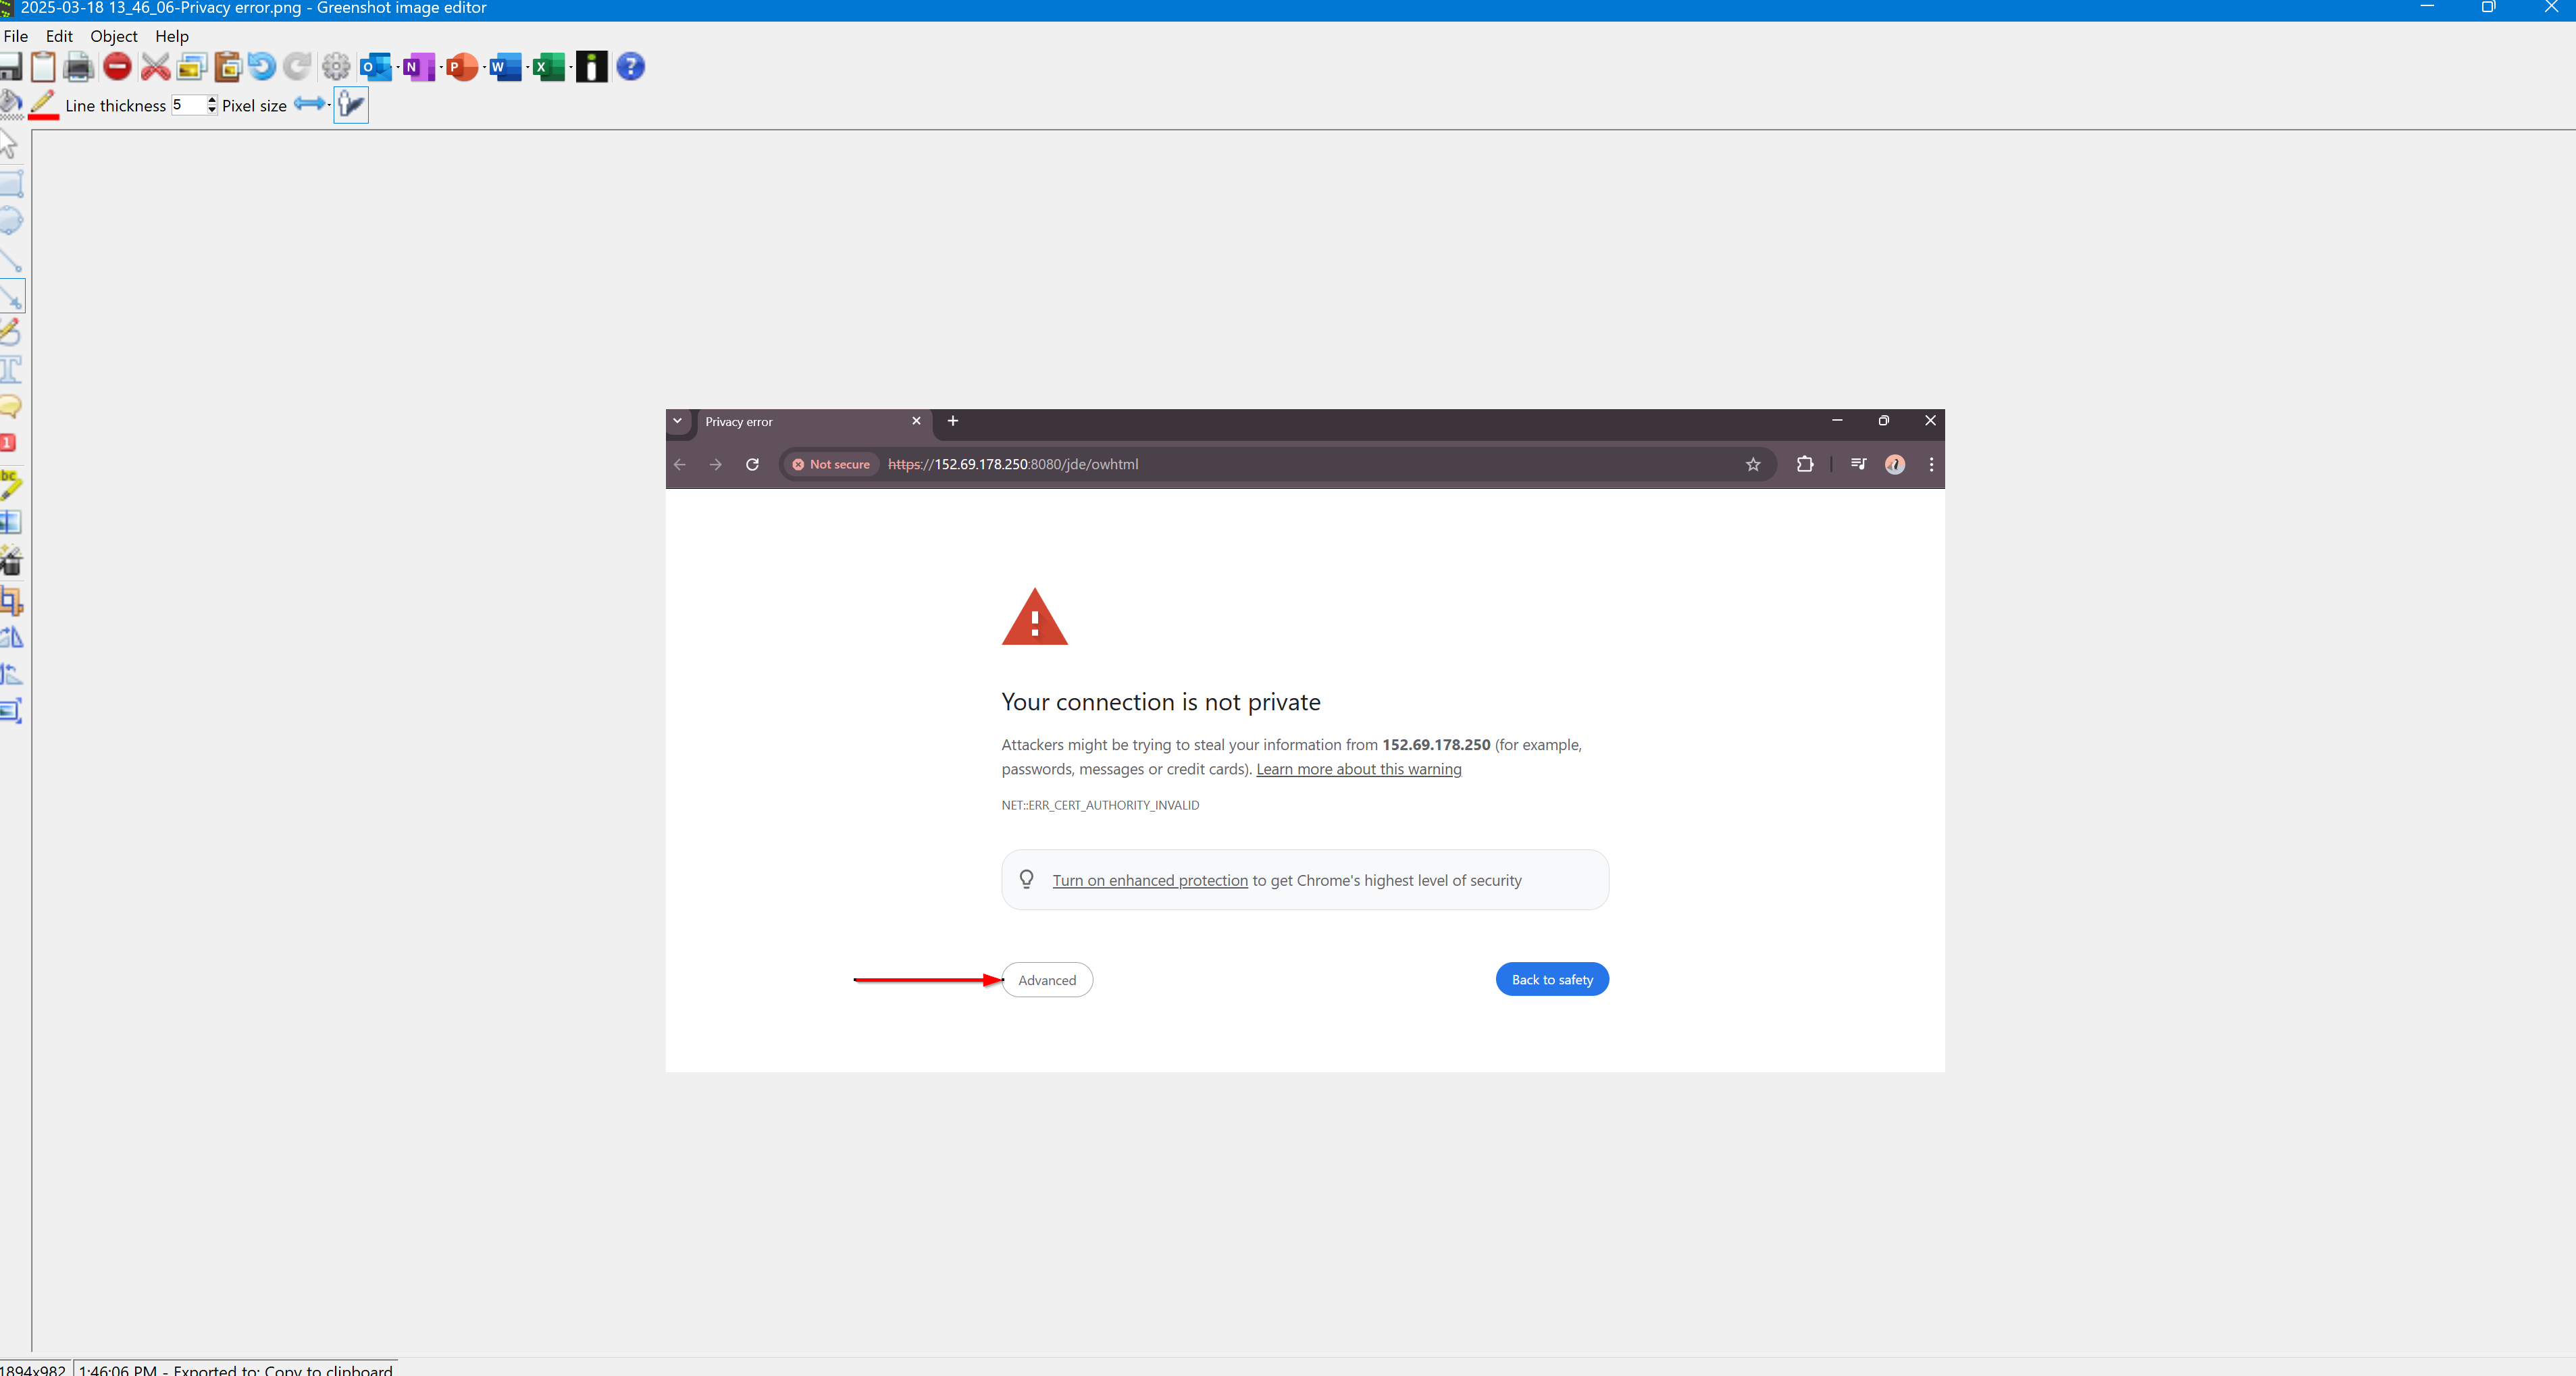 2025-03-18 13_46_06-Privacy error.png - Greenshot image editor
File Edit Object Help
O N P W X i ?
Line thickness 5 Pixel size
T
1
abc
Privacy error
Not secure https://152.69.178.250:8080/jde/owhtml
Your connection is not private
Attackers might be trying to steal your information from 152.69.178.250 (for example,
passwords, messages or credit cards). Learn more about this warning
NET::ERR_CERT_AUTHORITY_INVALID
Turn on enhanced protection to get Chrome's highest level of security
Advanced Back to safety
1894x982 1:46:06 PM - Exported to: Copy to clipboard